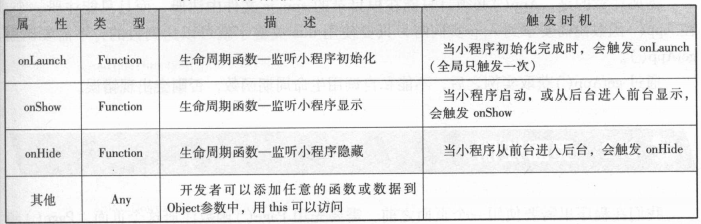 属 性 类 型 描 述 触发时机
onLaunch Function 生命周期函数—监听小程序初始化 当小程序初始化完成时，会触发 onLaunch
（全局只触发一次）
onShow Function 生命周期函数—监听小程序显示 当小程序启动，或从后台进入前台显示，
会触发 onShow
onHide Function 生命周期函数—监听小程序隐藏 当小程序从前台进入后台，会触发 onHide
其他 Any 开发者可以添加任意的函数或数据到
Object参数中，用 this 可以访问